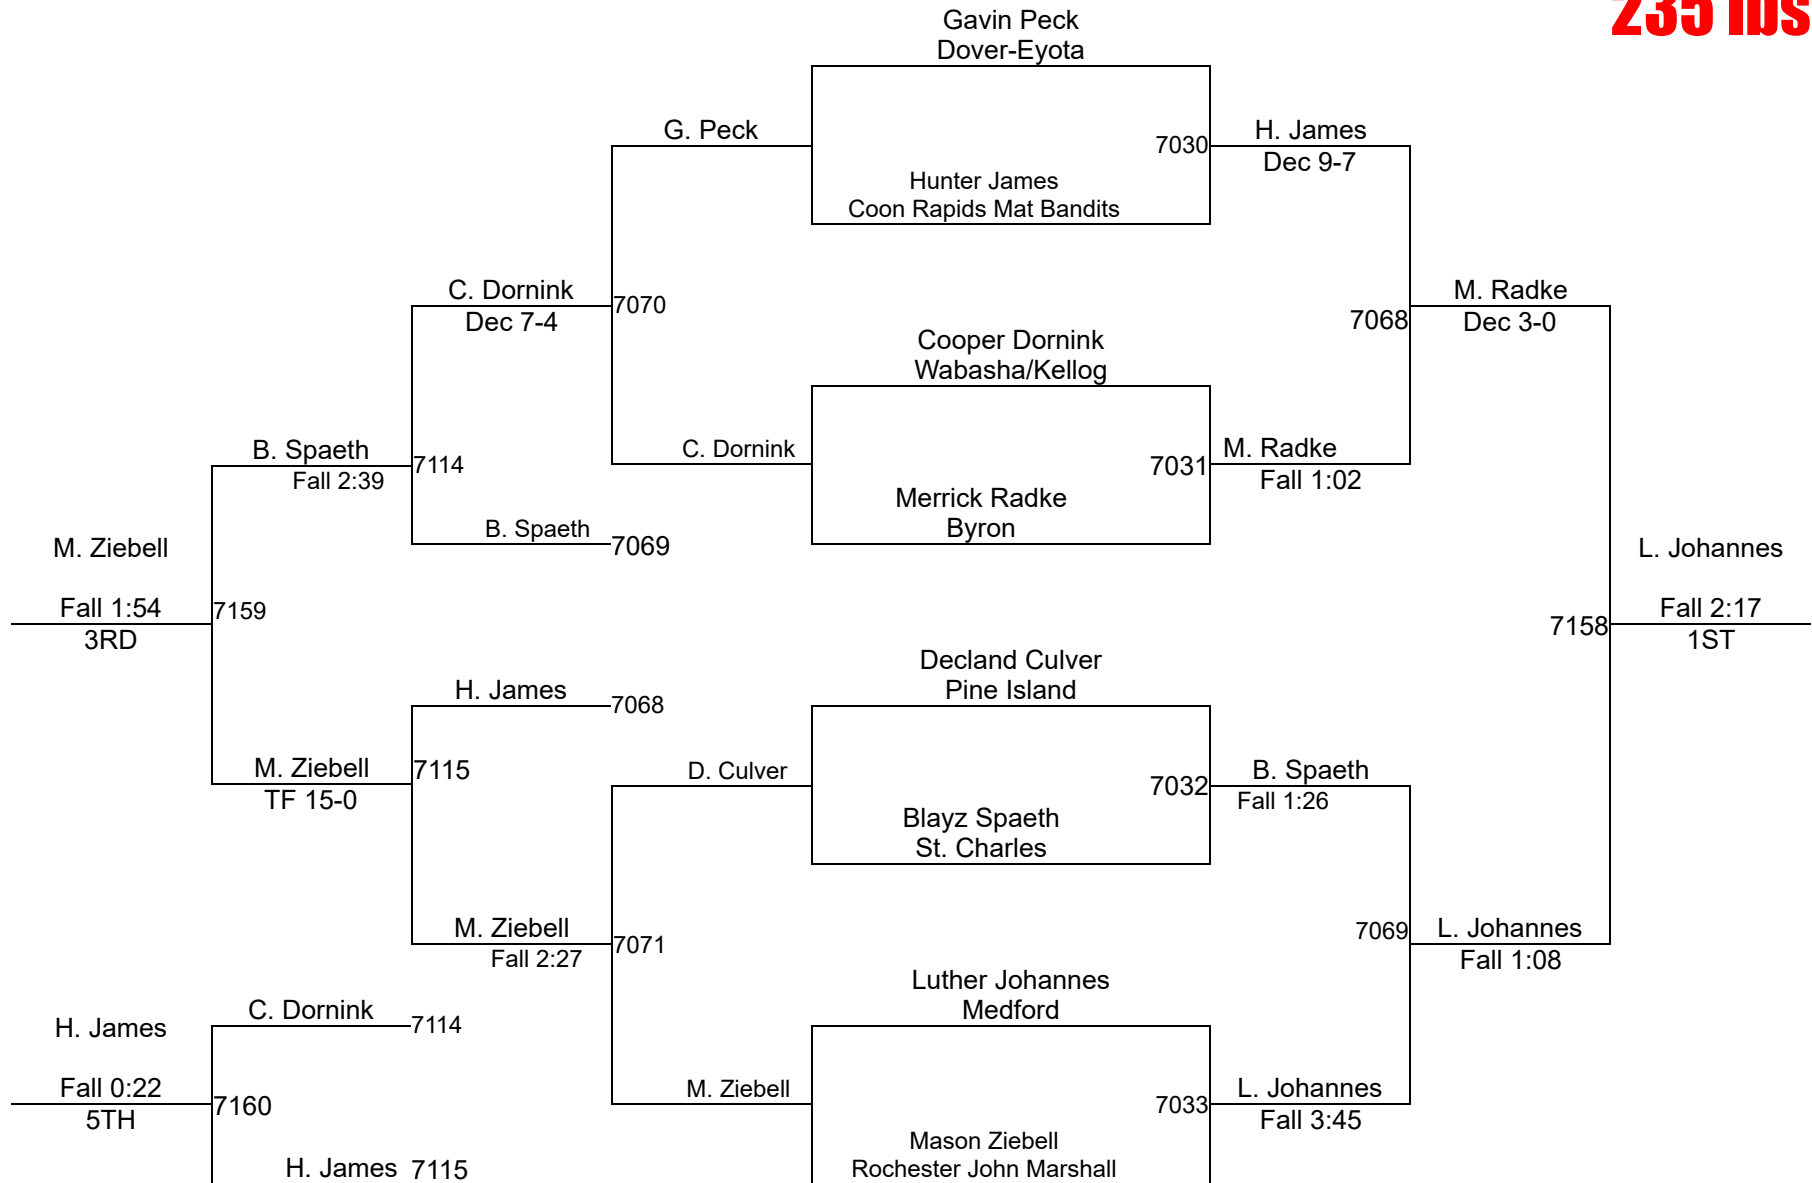 235 lbs
Gavin Peck
Dover-Eyota
G. Peck
7030
H. James
Dec 9-7
Hunter James
Coon Rapids Mat Bandits
C. Dornink
Dec 7-4
7070
7068
M. Radke
Dec 3-0
Cooper Dornink
Wabasha/Kellog
B. Spaeth
Fall 2:39
7114
C. Dornink
7031
M. Radke
Fall 1:02
Merrick Radke
Byron
B. Spaeth
7069
M. Ziebell
Fall 1:54
3RD
7159
L. Johannes
7158
Fall 2:17
1ST
Decland Culver
Pine Island
H. James
7068
M. Ziebell
TF 15-0
7115
D. Culver
7032
B. Spaeth
Fall 1:26
Blayz Spaeth
St. Charles
M. Ziebell
Fall 2:27
7071
7069
L. Johannes
Fall 1:08
Luther Johannes
Medford
C. Dornink
7114
H. James
Fall 0:22
5TH
7160
M. Ziebell
7033
L. Johannes
Fall 3:45
Mason Ziebell
Rochester John Marshall
H. James
7115